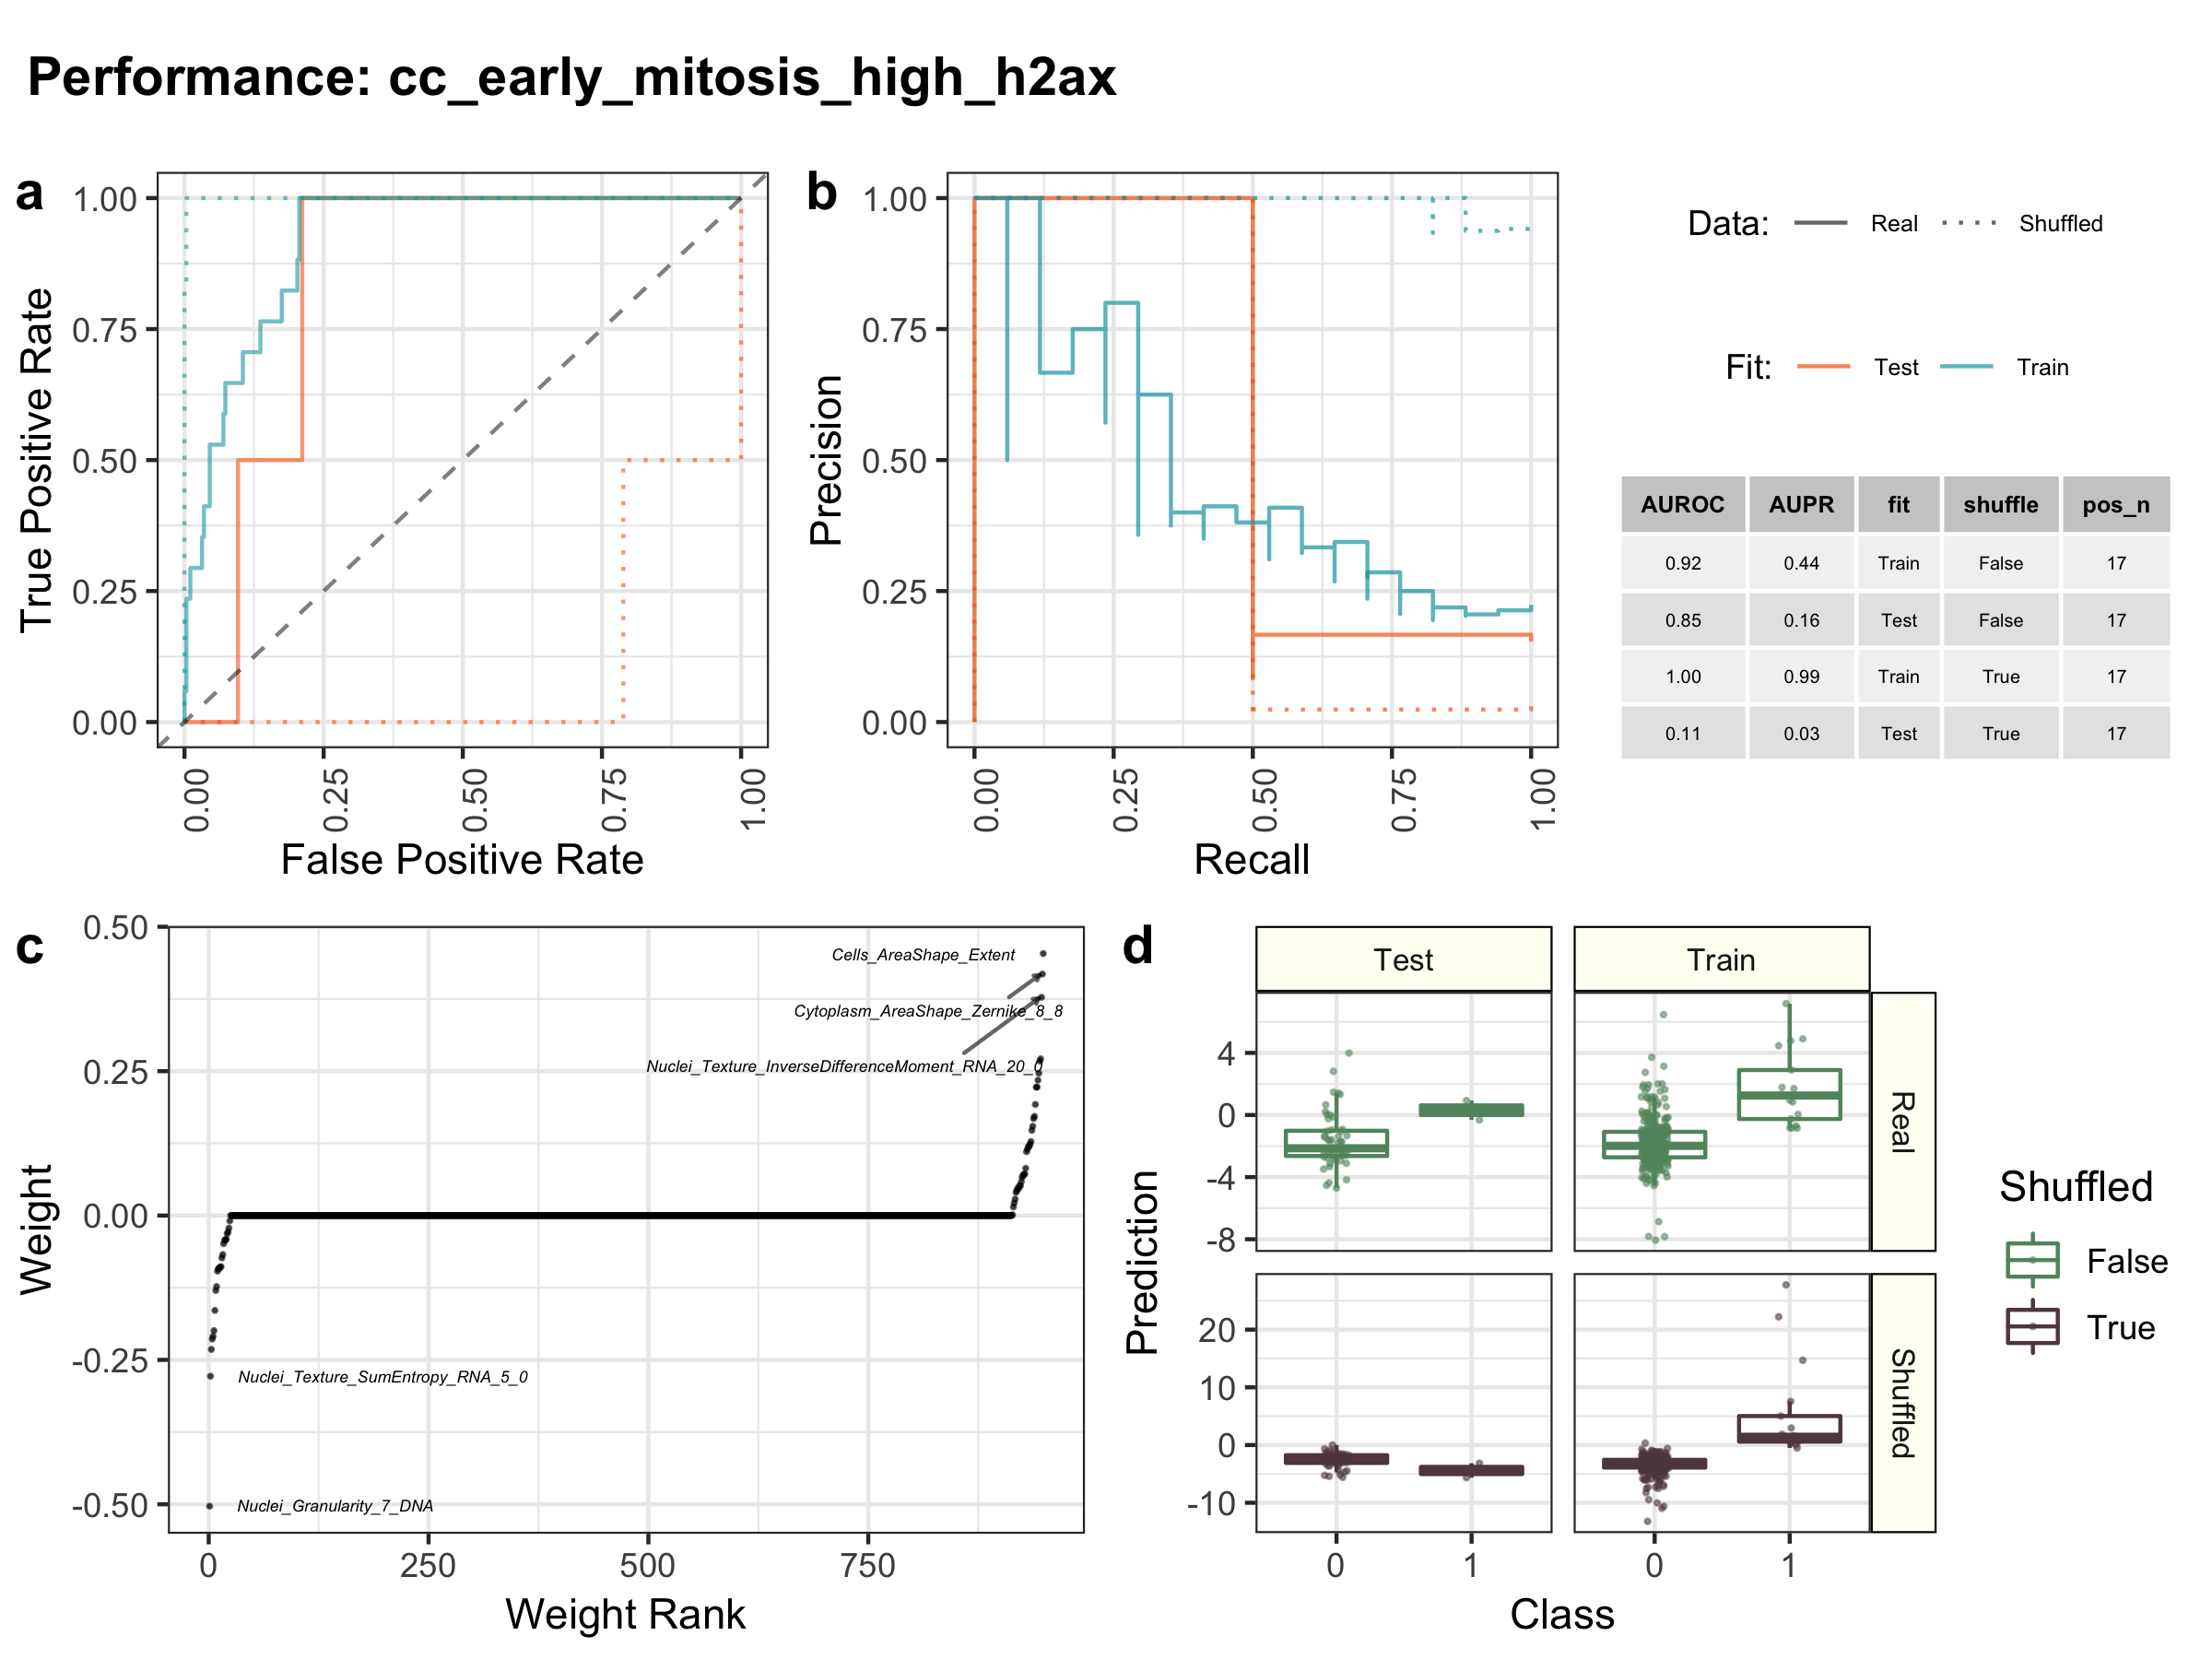 Performance: cc_early_mitosis_high_h2ax
a
True Positive Rate
1.00
0.75
0.50
0.25
0.00
0.00 0.25 0.50 0.75 1.00
False Positive Rate
b
Precision
1.00
0.75
0.50
0.25
0.00
0.00 0.25 0.50 0.75 1.00
Recall
Data: Real Shuffled
Fit: Test Train
AUROC AUPR fit shuffle pos_n
0.92 0.44 Train False 17
0.85 0.16 Test False 17
1.00 0.99 Train True 17
0.11 0.03 Test True 17
c
Weight
0.50
0.25
0.00
-0.25
-0.50
Cells_AreaShape_Extent
Cytoplasm_AreaShape_Zernike_8_8
Nuclei_Texture_InverseDifferenceMoment_RNA_20_0
Nuclei_Texture_SumEntropy_RNA_5_0
Nuclei_Granularity_7_DNA
0 250 500 750
Weight Rank
d
Test Train
Prediction
4
0
-4
-8
Real
20
10
0
-10
Shuffled
0 1 0 1
Class
Shuffled
False
True